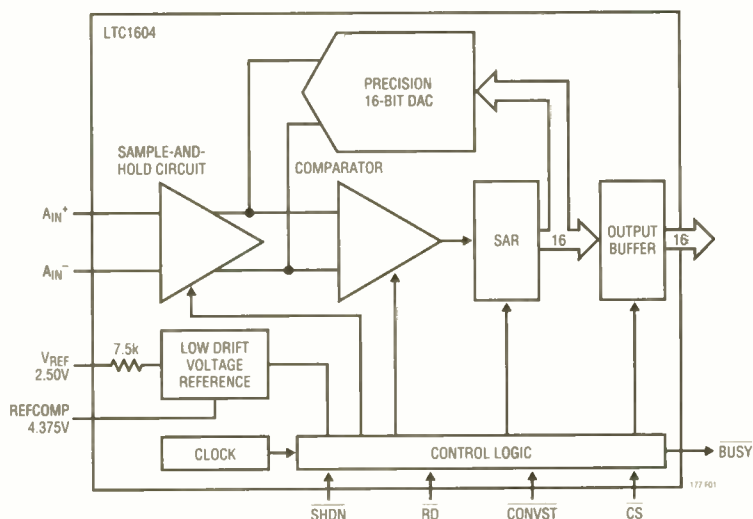 LTC1604
PRECISION
16-BIT DAC
SAMPLE-AND-
HOLD CIRCUIT
COMPARATOR
AIN+
AIN−
SAR
16
OUTPUT
BUFFER
16
7.5k
VREF
2.50V
LOW DRIFT
VOLTAGE
REFERENCE
REFCOMP
4.375V
CLOCK
CONTROL LOGIC
BUSY
177 F01
SHDN
RD
CONVST
CS